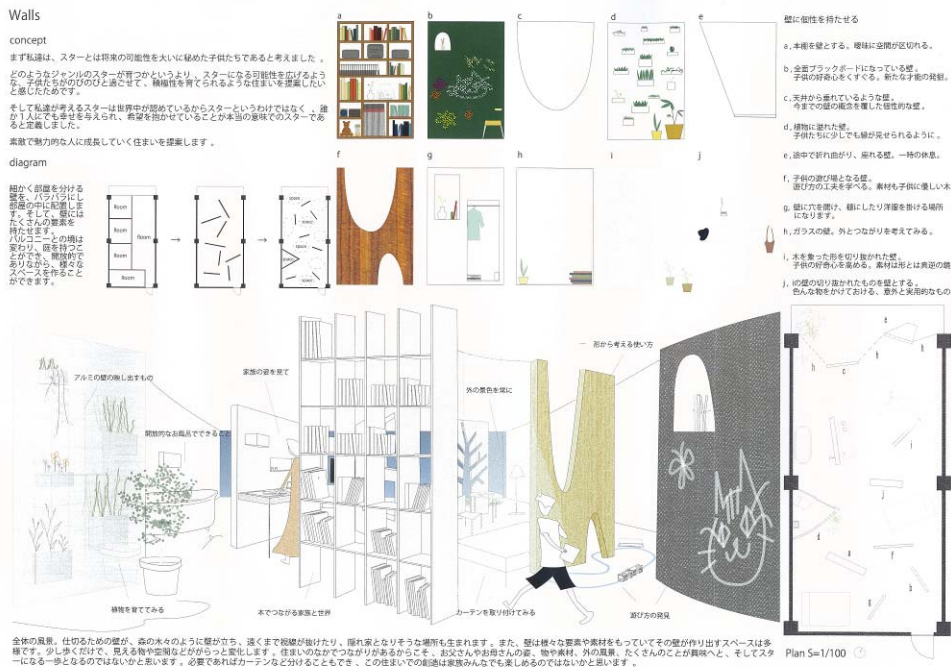 Walls
concept
まず私達は、スターとは将来の可能性を大いに秘めた子供たちであると考えました。
どのようなジャンルのスターが育つかというより、スターになる可能性を広げるよう
な、子供たちがのびのびと過ごせて、積極性を育てられるような住まいを提案したい
と感じたためです。
そして私達が考えるスターは世界中が認めているからスターというわけではなく、誰
か1人にでも幸せを与えられ、希望を抱かせていることが本当の意味でのスターであ
ると定義しました。
素敵で魅力的な人に成長していく住まいを提案します。
diagram
細かく部屋を分ける
壁を、バラバラにし
部屋の中に配置しま
す。そして、壁には
たくさんの要素を
持たせます。
バルコニーとの境は
変わり、庭を持つこ
とができ、開放的で
ありながら、様々な
スペースを作ること
ができます。
Room
Room
Room
Room
Room
→
→
space
space
space
space
a
b
c
d
e
f
g
h
i
j
壁に個性を持たせる
a, 本棚を壁とする。曖昧に空間が区切れる。
b, 全面ブラックボードになっている壁。
子供の好奇心をくすぐる。新たな才能の発掘。
c, 天井から垂れているような壁。
今までの壁の概念を覆した個性的な壁。
d, 植物に溢れた壁。
子供たちに少しでも緑が見せられるように。
e, 途中で折れ曲がり、座れる壁。一時の休息。
f, 子供の遊び場となる壁。
遊び方の工夫を学べる。素材も子供に優しい木
g, 壁に穴を開け、棚にしたり洋服を掛ける場所
になります。
h, ガラスの壁。外とつながりを考えてみる。
i, 木を象った形を切り抜かれた壁。
子供の好奇心を高める。素材は形とは真逆の鏡
j, iの壁の切り抜かれたものを壁とする。
色んな物をかけておける、意外と実用的なもの
アルミの壁の映し出すもの
開放的なお風呂でできること
家族の姿を見て
外の景色を常に
形から考える使い方
植物を育ててみる
本でつながる家族と世界
カーテンを取り付けてみる
遊び方の発見
Plan S=1/100
全体の風景。仕切るための壁が、森の木々のように壁が立ち、遠くまで視線が抜けたり、隠れ家となりそうな場所も生まれます。また、壁は様々な要素や素材をもっていてその壁が作り出すスペースは多
様です。少し歩くだけで、見える物や空間などががらっと変化します。住まいのなかでつながりがあるからこそ、お父さんやお母さんの姿、物や素材、外の風景、たくさんのことが興味へと、そしてスタ
ーになる一歩となるのではないかと思います。必要であればカーテンなど分けることもでき、この住まいでの創造は家族みんなでも楽しめるのではないかと思います。